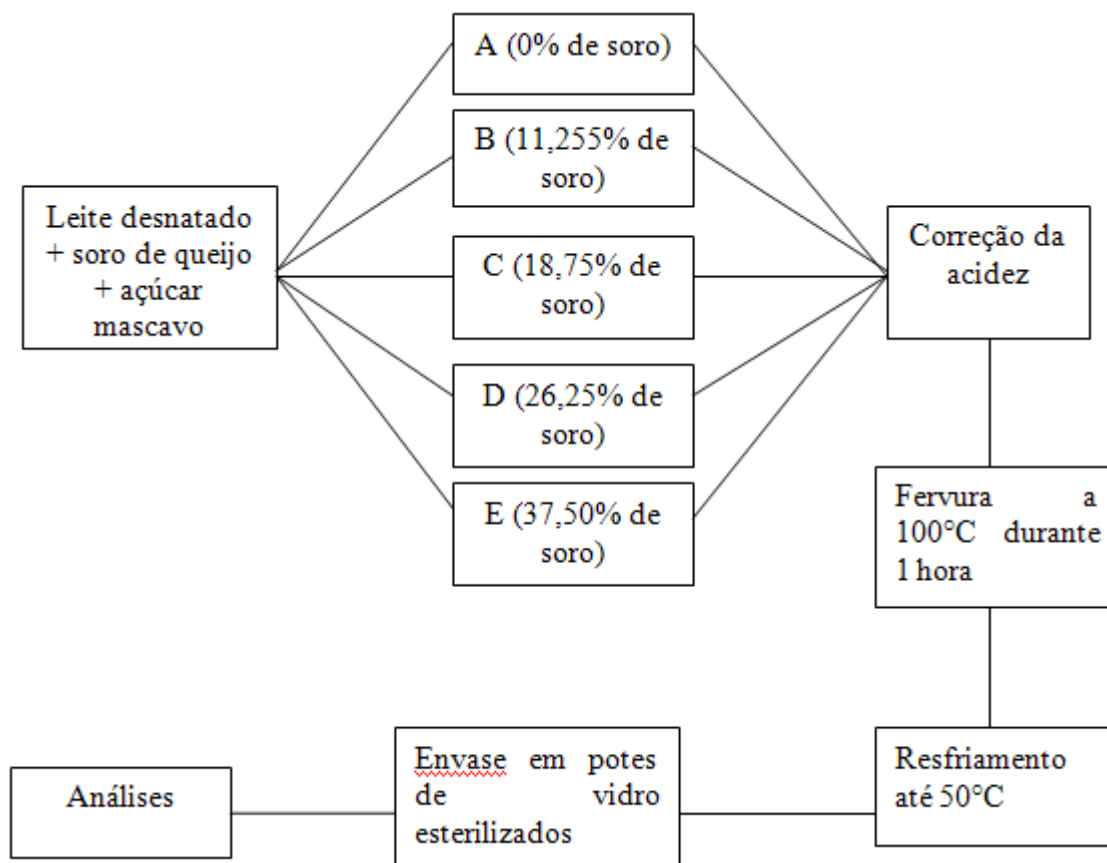 Leite desnatado
+ soro de queijo
+ açúcar
mascavo
A (0% de soro)
B (11,255% de
soro)
C (18,75% de
soro)
D (26,25% de
soro)
E (37,50% de
soro)
Correção da
acidez
Fervura a
100°C durante
1 hora
Resfriamento
até 50°C
Envase em potes
de vidro
esterilizados
Análises